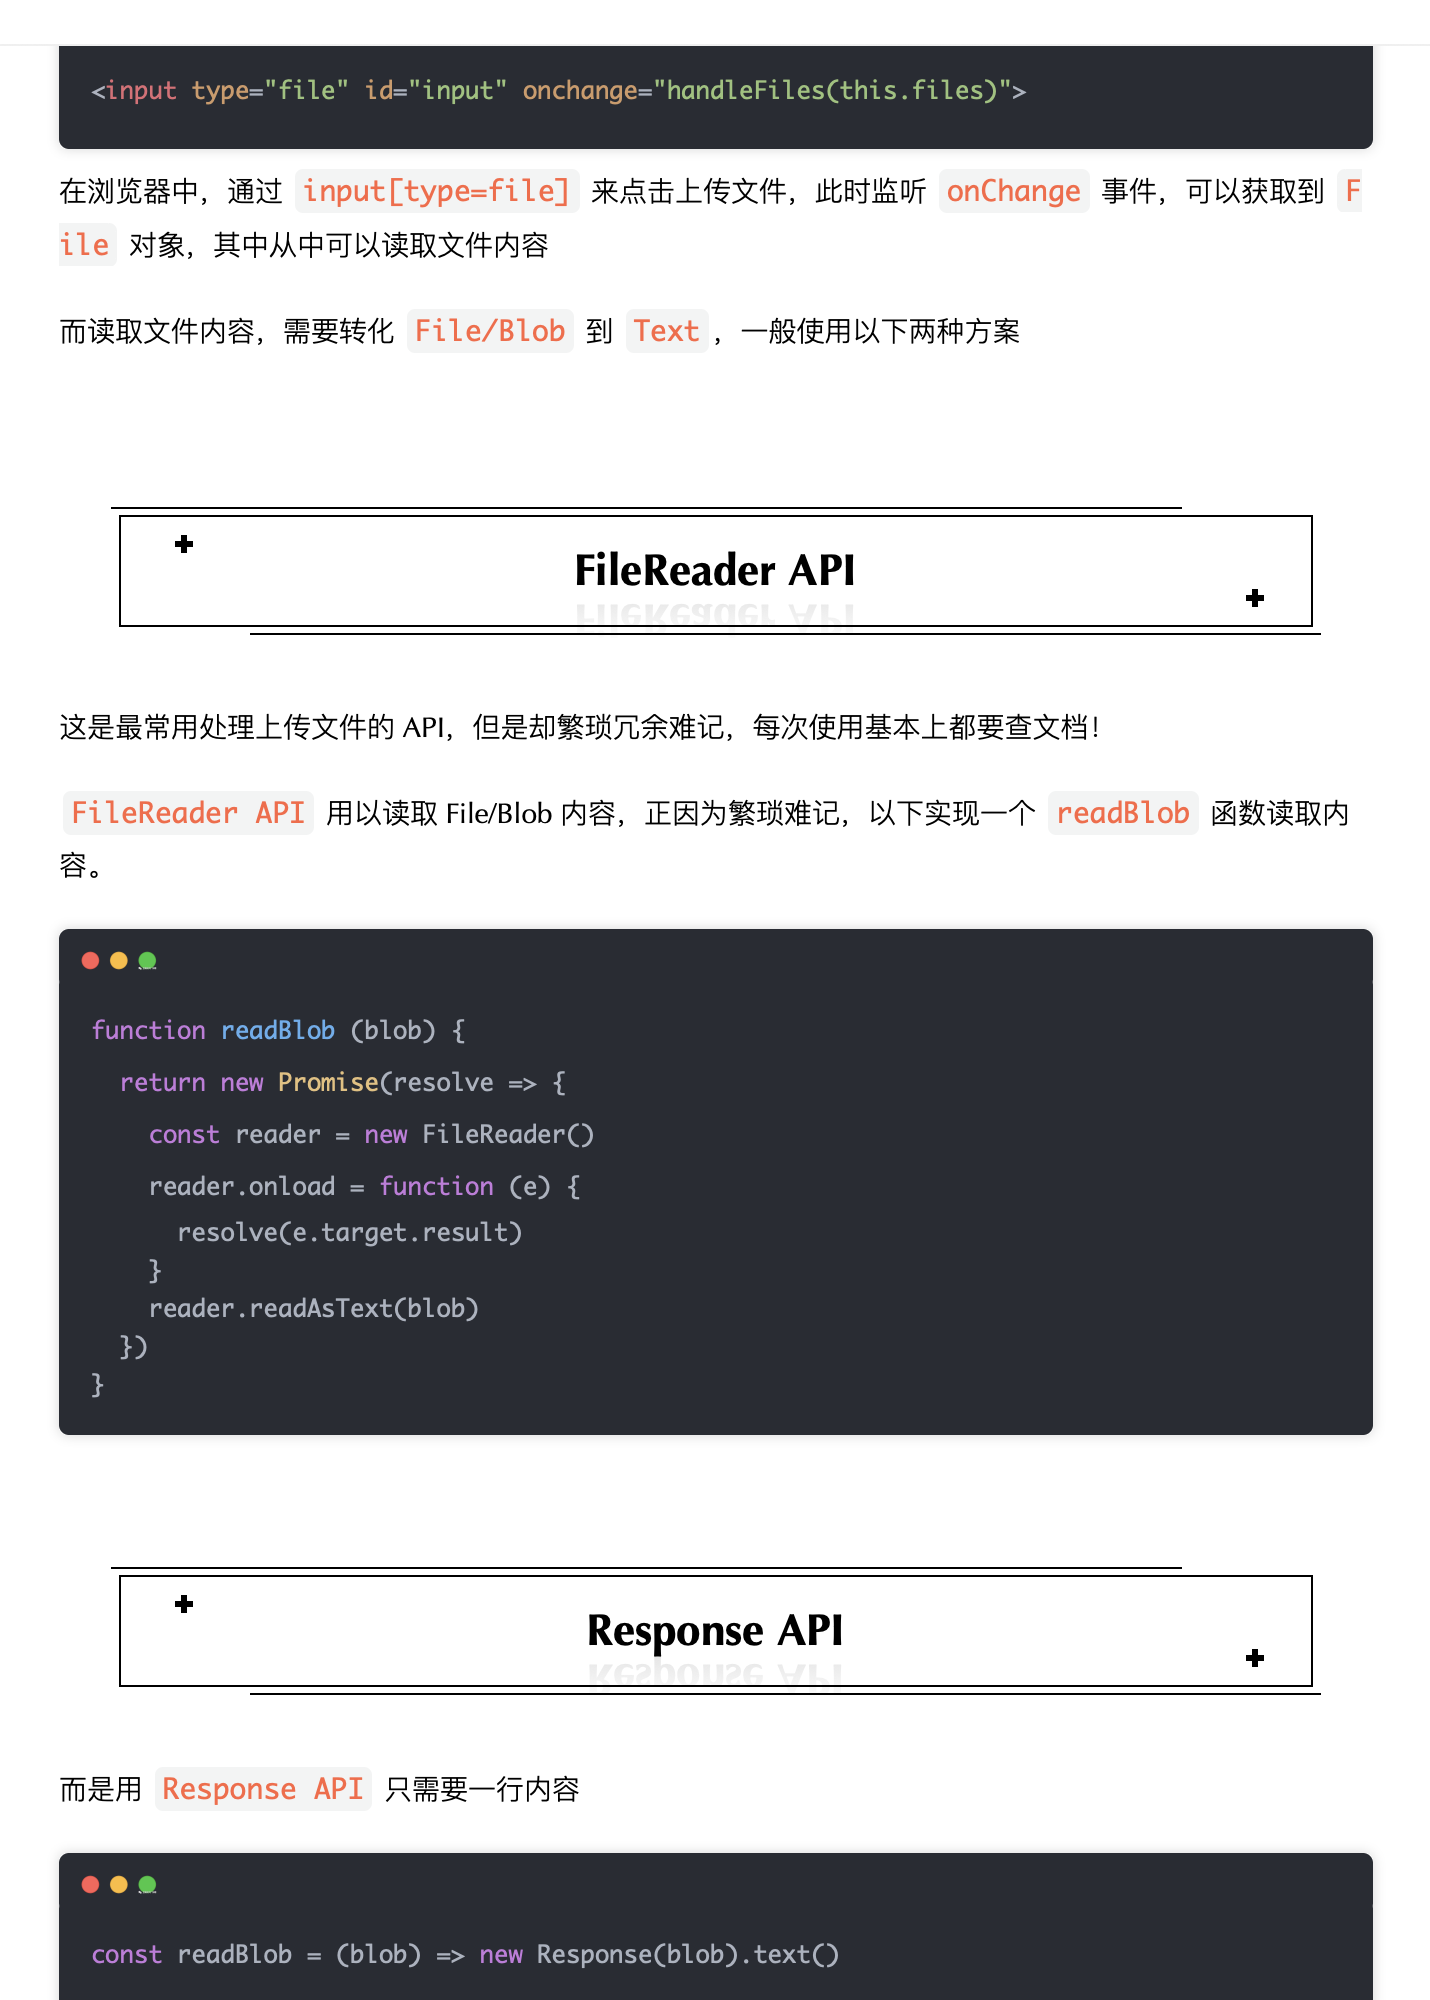 <input type="file" id="input" onchange="handleFiles(this.files)">
在浏览器中，通过 input[type=file] 来点击上传文件，此时监听 onChange 事件，可以获取到 F
ile 对象，其中从中可以读取文件内容
而读取文件内容，需要转化 File/Blob 到 Text，一般使用以下两种方案
FileReader API
这是最常用处理上传文件的 API，但是却繁琐冗余难记，每次使用基本上都要查文档！
FileReader API 用以读取 File/Blob 内容，正因为繁琐难记，以下实现一个 readBlob 函数读取内
容。
function readBlob (blob) {
  return new Promise(resolve => {
    const reader = new FileReader()
    reader.onload = function (e) {
      resolve(e.target.result)
    }
    reader.readAsText(blob)
  })
}
Response API
而是用 Response API 只需要一行内容
const readBlob = (blob) => new Response(blob).text()